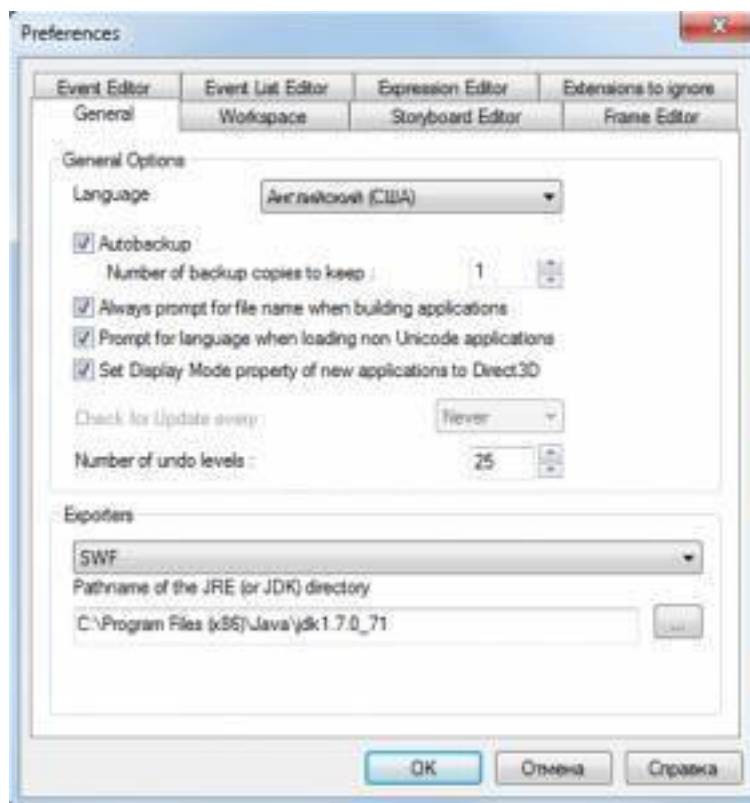 Preferences
Event Editor Event List Editor Expression Editor Extensions to ignore
General Workspace Storyboard Editor Frame Editor
General Options
Language Английский (США)
Autobackup
Number of backup copies to keep : 1
Always prompt for file name when building applications
Prompt for language when loading non Unicode applications
Set Display Mode property of new applications to Direct3D
Check for Update every : Never
Number of undo levels : 25
Exporters
SWF
Pathname of the JRE (or JDK) directory
C:\Program Files (x86)\Java\jdk1.7.0_71
...
OK Отмена Справка